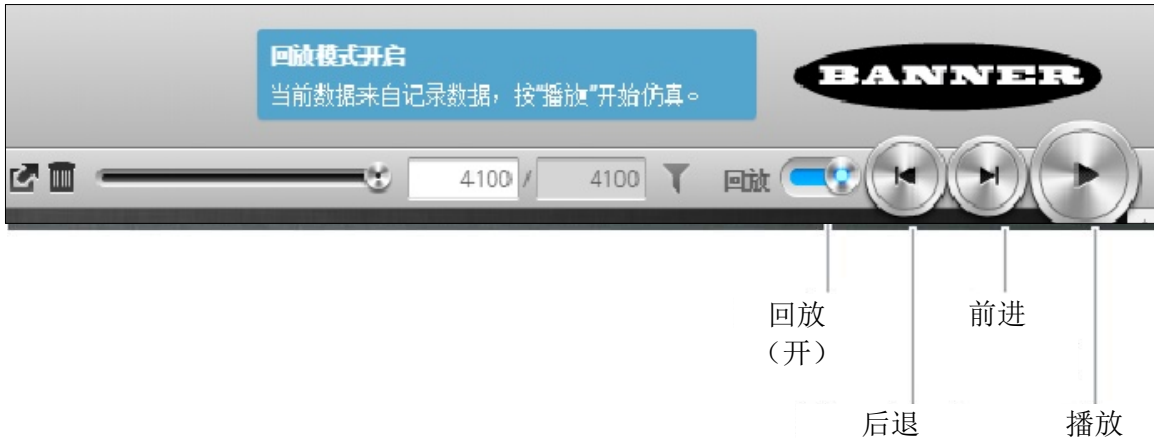 回放模式开启
当前数据来自记录数据，按"播放"开始仿真。
BANNER
4100 / 4100 回放
回放
（开）
前进
后退
播放